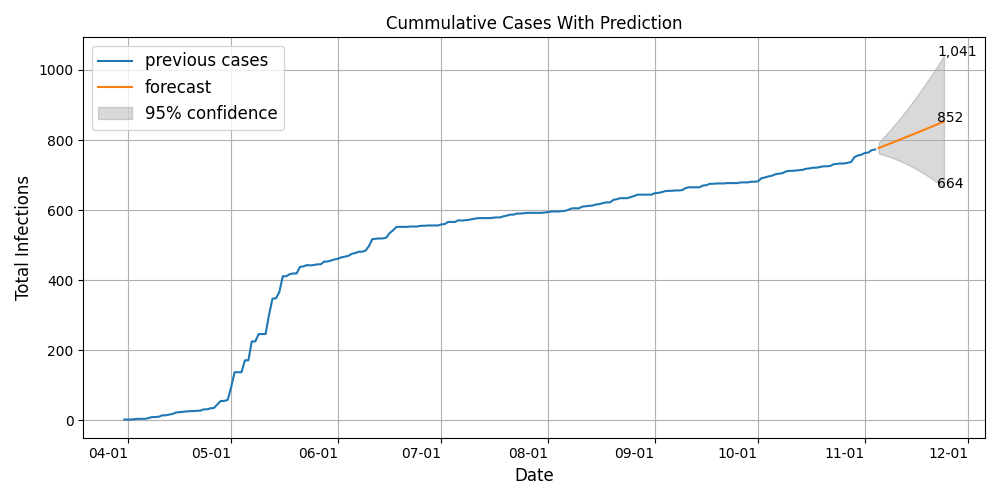 Cummulative Cases With Prediction
previous cases
forecast
95% confidence
1,041
852
664
1000
800
600
400
200
0
Total Infections
04-01 05-01 06-01 07-01 08-01 09-01 10-01 11-01 12-01
Date